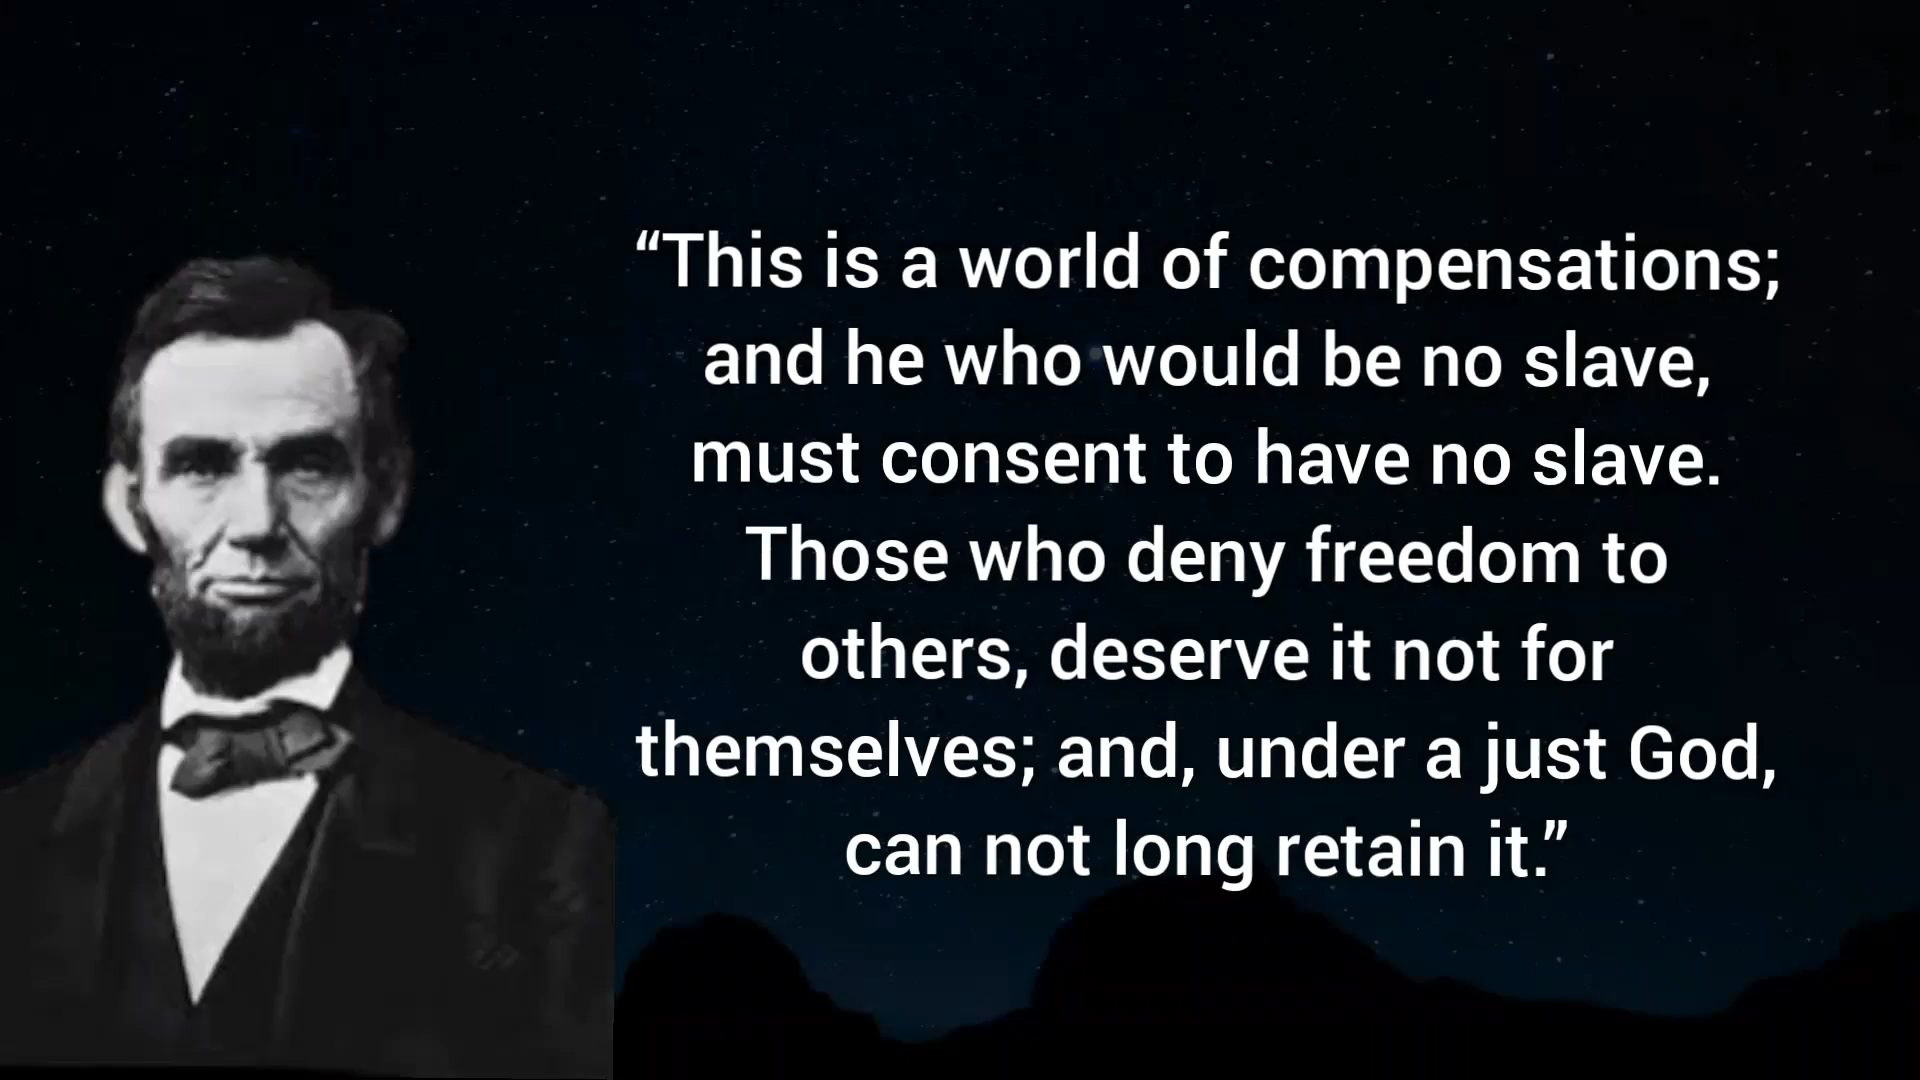 “This is a world of compensations;
and he who would be no slave,
must consent to have no slave.
Those who deny freedom to
others, deserve it not for
themselves; and, under a just God,
can not long retain it.”